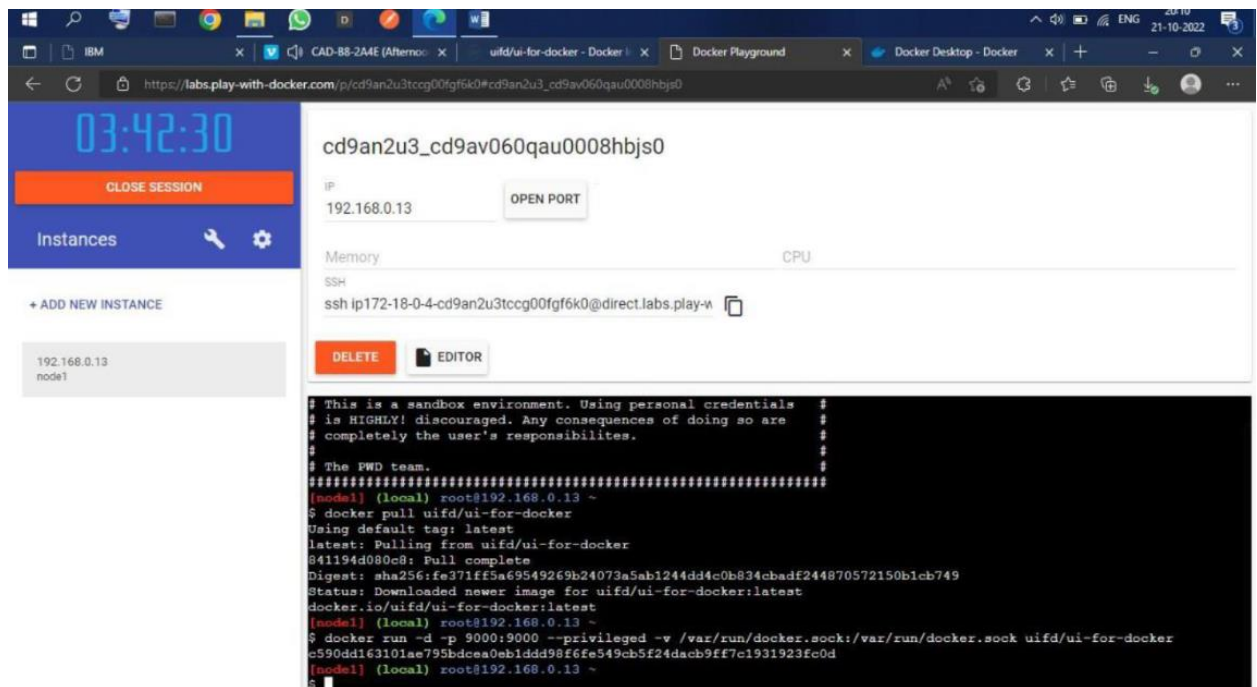 20:10
ENG
21-10-2022
3
IBM
CAD-B8-2A4E (Afternoo
uifd/ui-for-docker - Docker
Docker Playground
Docker Desktop - Docker
https://labs.play-with-docker.com/p/cd9an2u3tccg00fgf6k0#cd9an2u3_cd9av060qau0008hbjs0
03:42:30
CLOSE SESSION
Instances
+ ADD NEW INSTANCE
192.168.0.13
node1
cd9an2u3_cd9av060qau0008hbjs0
IP
192.168.0.13
OPEN PORT
Memory
CPU
SSH
ssh ip172-18-0-4-cd9an2u3tccg00fgf6k0@direct.labs.play-w
DELETE
EDITOR
# This is a sandbox environment. Using personal credentials #
# is HIGHLY! discouraged. Any consequences of doing so are #
# completely the user's responsibilites. #
# #
# The PWD team. #
###############################################################
[node1] (local) root@192.168.0.13 ~
$ docker pull uifd/ui-for-docker
Using default tag: latest
latest: Pulling from uifd/ui-for-docker
841194d080c8: Pull complete
Digest: sha256:fe371ff5a69549269b24073a5ab1244dd4c0b834cbadf244870572150b1cb749
Status: Downloaded newer image for uifd/ui-for-docker:latest
docker.io/uifd/ui-for-docker:latest
[node1] (local) root@192.168.0.13 ~
$ docker run -d -p 9000:9000 --privileged -v /var/run/docker.sock:/var/run/docker.sock uifd/ui-for-docker
c590dd163101ae795bdcea0eb1ddd98f6fe549cb5f24dacb9ff7c1931923fc0d
[node1] (local) root@192.168.0.13 ~
$